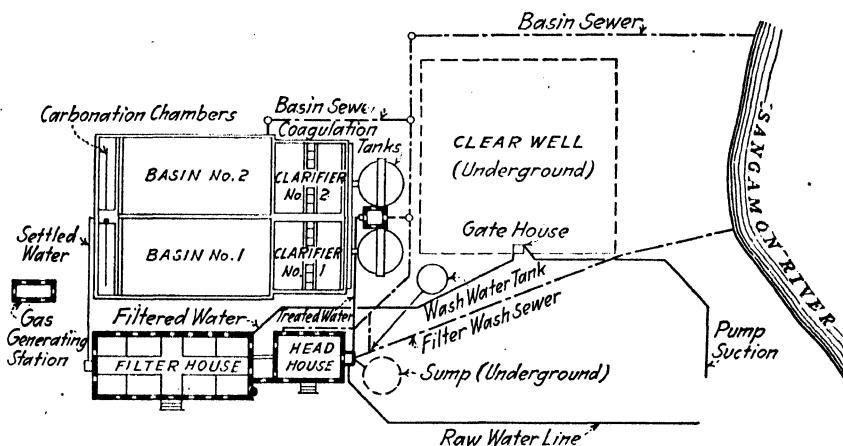 Basin Sewer
Carbonation Chambers
Basin Sewer
Coagulation
Tanks
CLEAR WELL
(Underground)
SANGAMON RIVER
BASIN No. 2
CLARIFIER
No. 2
Gate House
Settled
Water
BASIN No. 1
CLARIFIER
No. 1
Wash Water Tank
Filtered Water
Treated Water
Filter Wash Sewer
Gas
Generating
Station
Pump
Suction
FILTER HOUSE
HEAD
HOUSE
Sump (Underground)
Raw Water Line